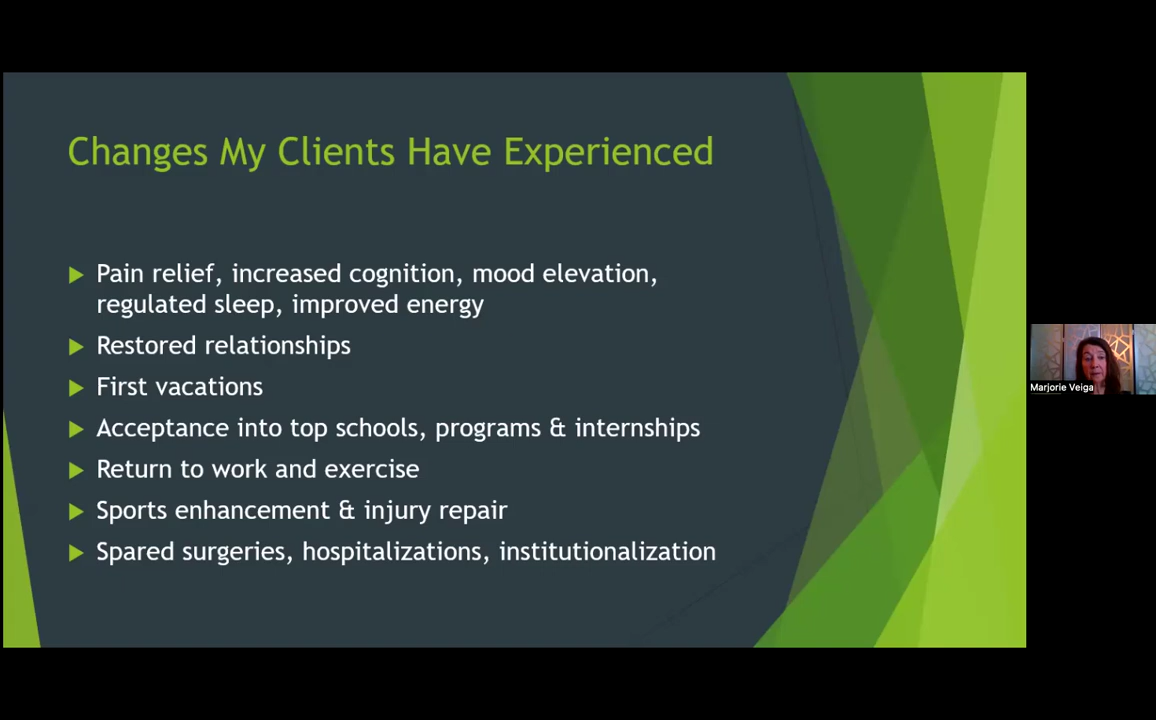 Changes My Clients Have Experienced
Pain relief, increased cognition, mood elevation,
regulated sleep, improved energy
Restored relationships
First vacations
Acceptance into top schools, programs & internships
Return to work and exercise
Sports enhancement & injury repair
Spared surgeries, hospitalizations, institutionalization
Marjorie Veiga